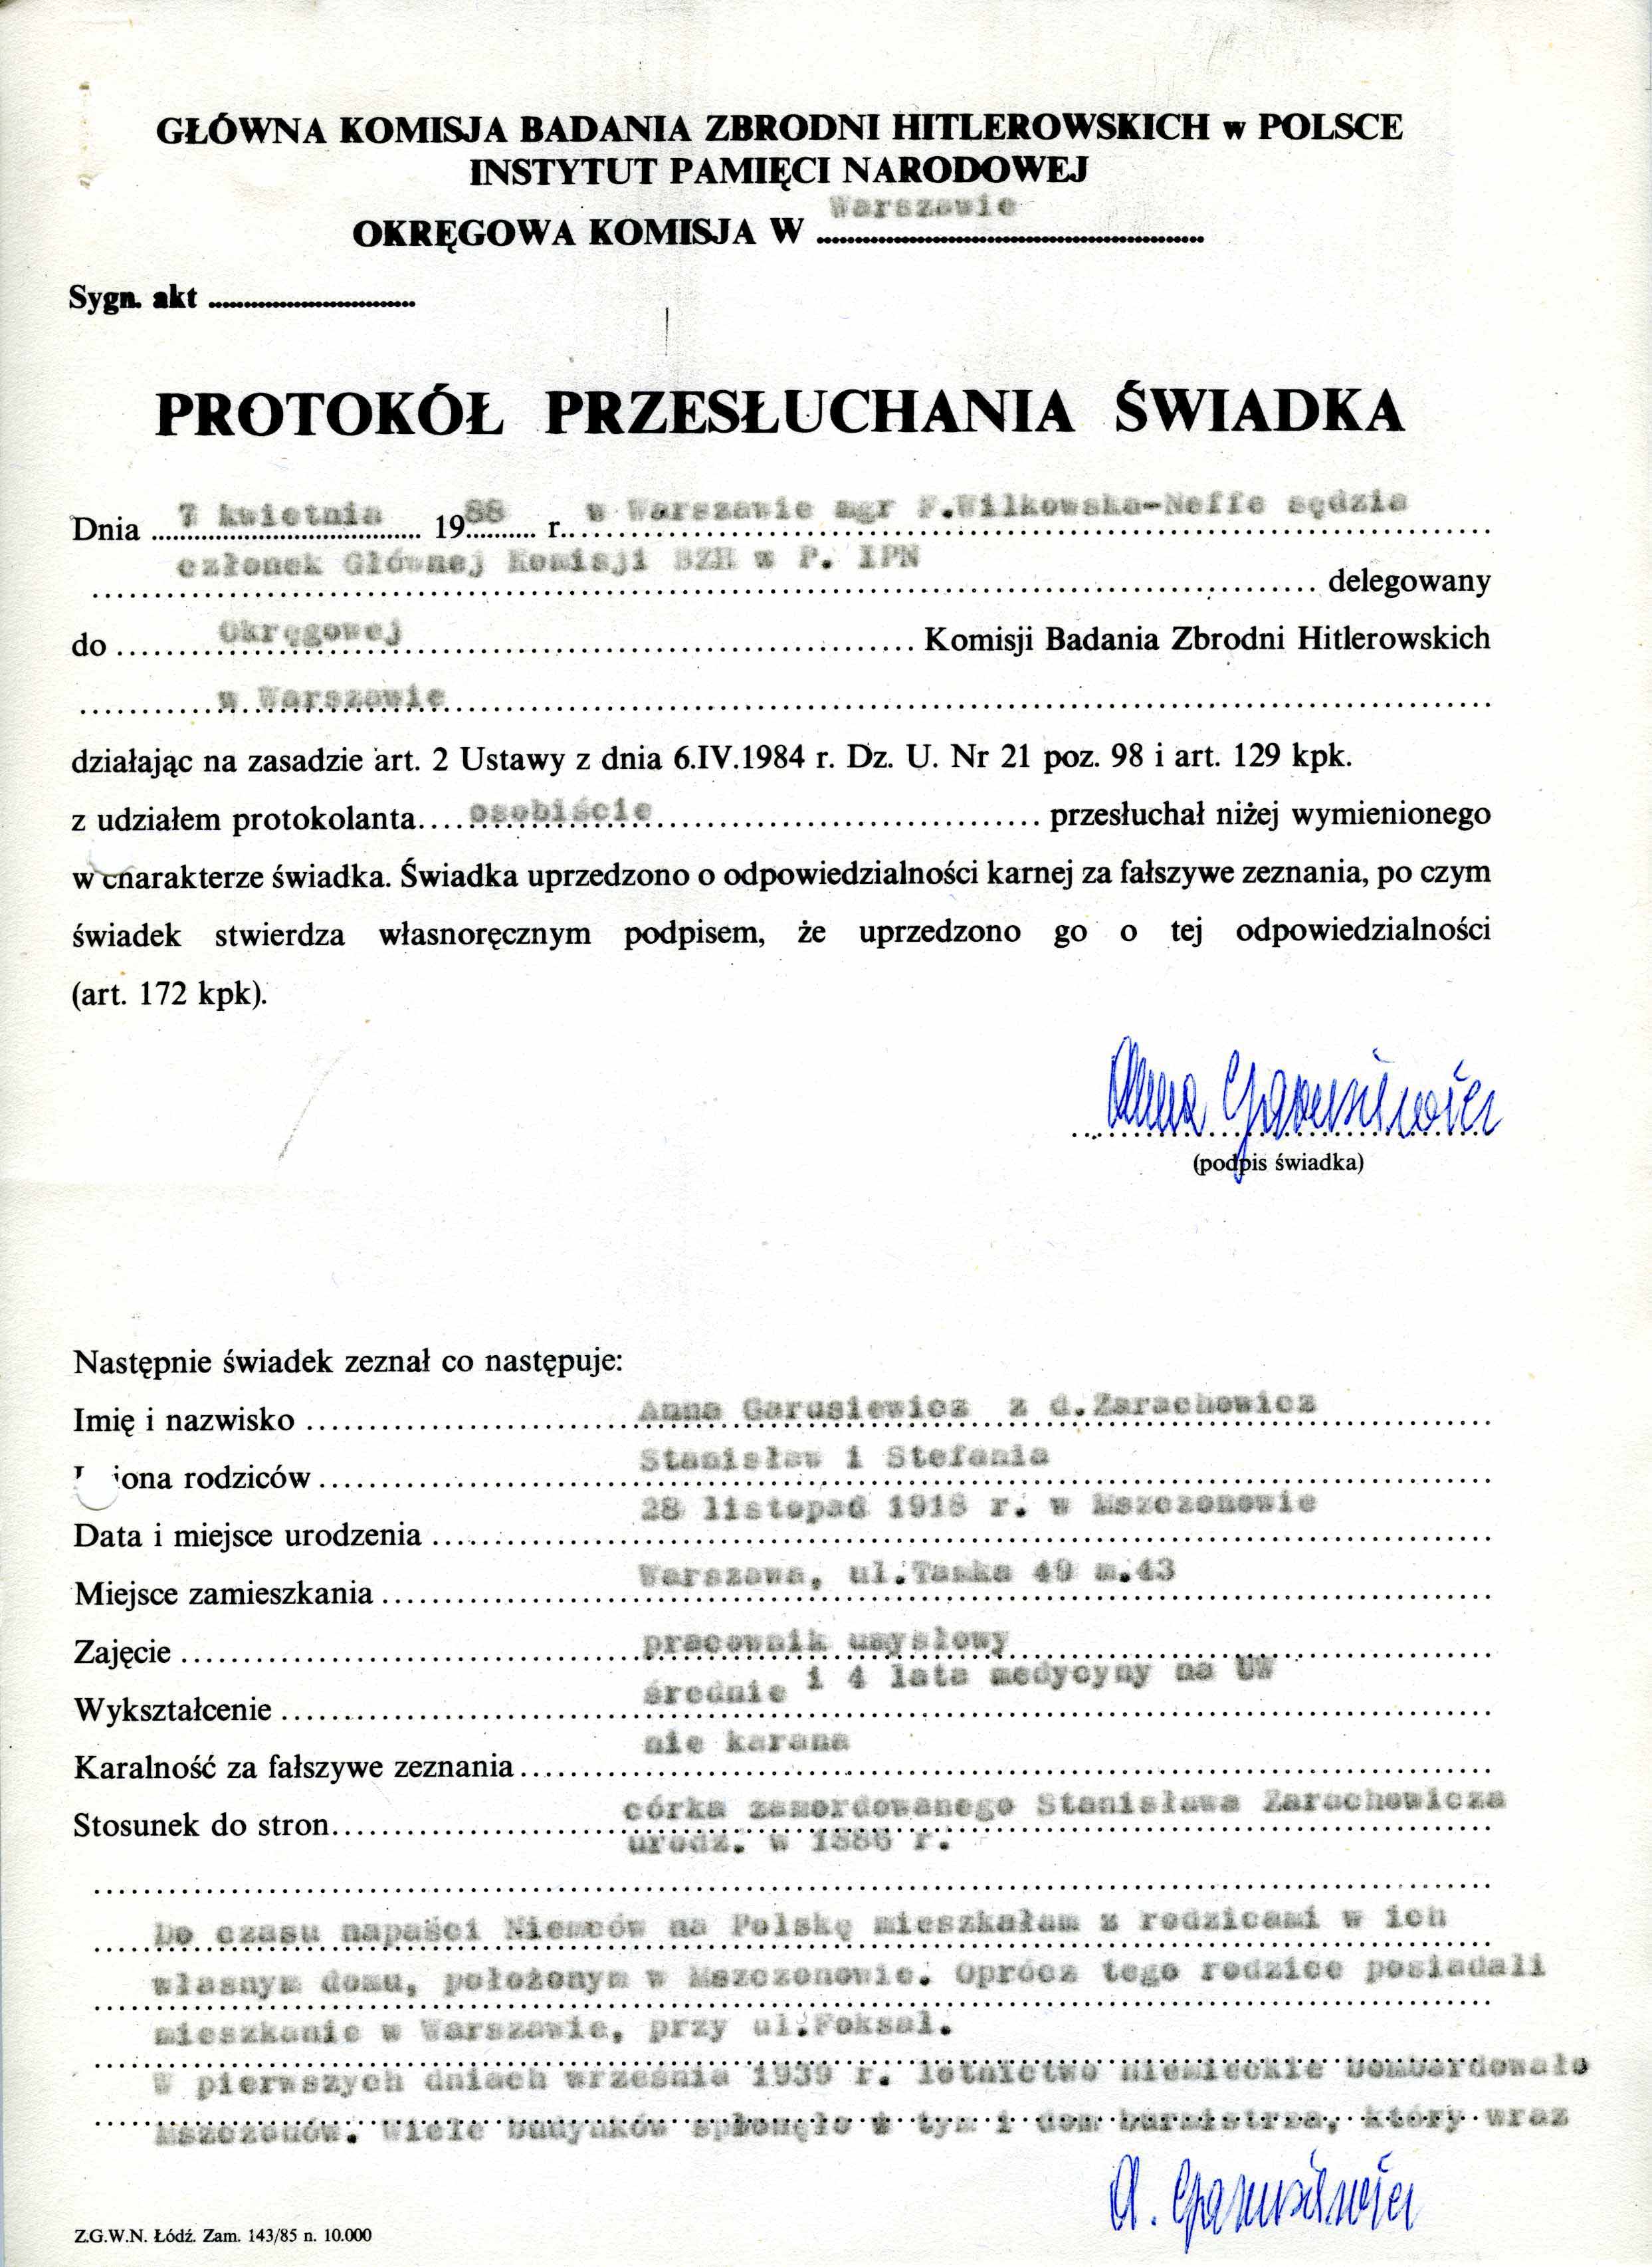 GŁÓWNA KOMISJA BADANIA ZBRODNI HITLEROWSKICH w POLSCE
INSTYTUT PAMIĘCI NARODOWEJ
OKRĘGOWA KOMISJA W Warszawie
Sygn. akt
PROTOKÓŁ PRZESŁUCHANIA ŚWIADKA
Dnia 7 kwietnia 1988 r. w Warszawie mgr F.Wilkowska-Neffe sędzia
członek Głównej Komisji BZH w P. IPN
delegowany
do Okręgowej Komisji Badania Zbrodni Hitlerowskich
w Warszawie
działając na zasadzie art. 2 Ustawy z dnia 6.IV.1984 r. Dz. U. Nr 21 poz. 98 i art. 129 kpk.
z udziałem protokolanta osobiście przesłuchał niżej wymienionego
w charakterze świadka. Świadka uprzedzono o odpowiedzialności karnej za fałszywe zeznania, po czym
świadek stwierdza własnoręcznym podpisem, że uprzedzono go o tej odpowiedzialności
(art. 172 kpk).
Anna Garusiewicz
(podpis świadka)
Następnie świadek zeznał co następuje:
Imię i nazwisko Anna Garusiewicz z d.Zarachowicz
Imiona rodziców Stanisław i Stefania
Data i miejsce urodzenia 28 listopad 1918 r. w Mszczonowie
Miejsce zamieszkania Warszawa, ul.Tamka 49 m.43
Zajęcie pracownik umysłowy
Wykształcenie średnie i 4 lata medycyny na UW
Karalność za fałszywe zeznania nie karana
Stosunek do stron córka zamordowanego Stanisława Zarachowicza
urodz. w 1886 r.
Do czasu napaści Niemców na Polskę mieszkałam z rodzicami w ich
własnym domu, położonym w Mszczonowie. Oprócz tego rodzice posiadali
mieszkanie w Warszawie, przy ul.Foksal.
W pierwszych dniach września 1939 r. lotnictwo niemieckie bombardowało
Mszczonów. Wiele budynków spłonęło w tym i dom burmistrza, który wraz
A. Garusiewicz
Z.G.W.N. Łódź. Zam. 143/85 n. 10.000